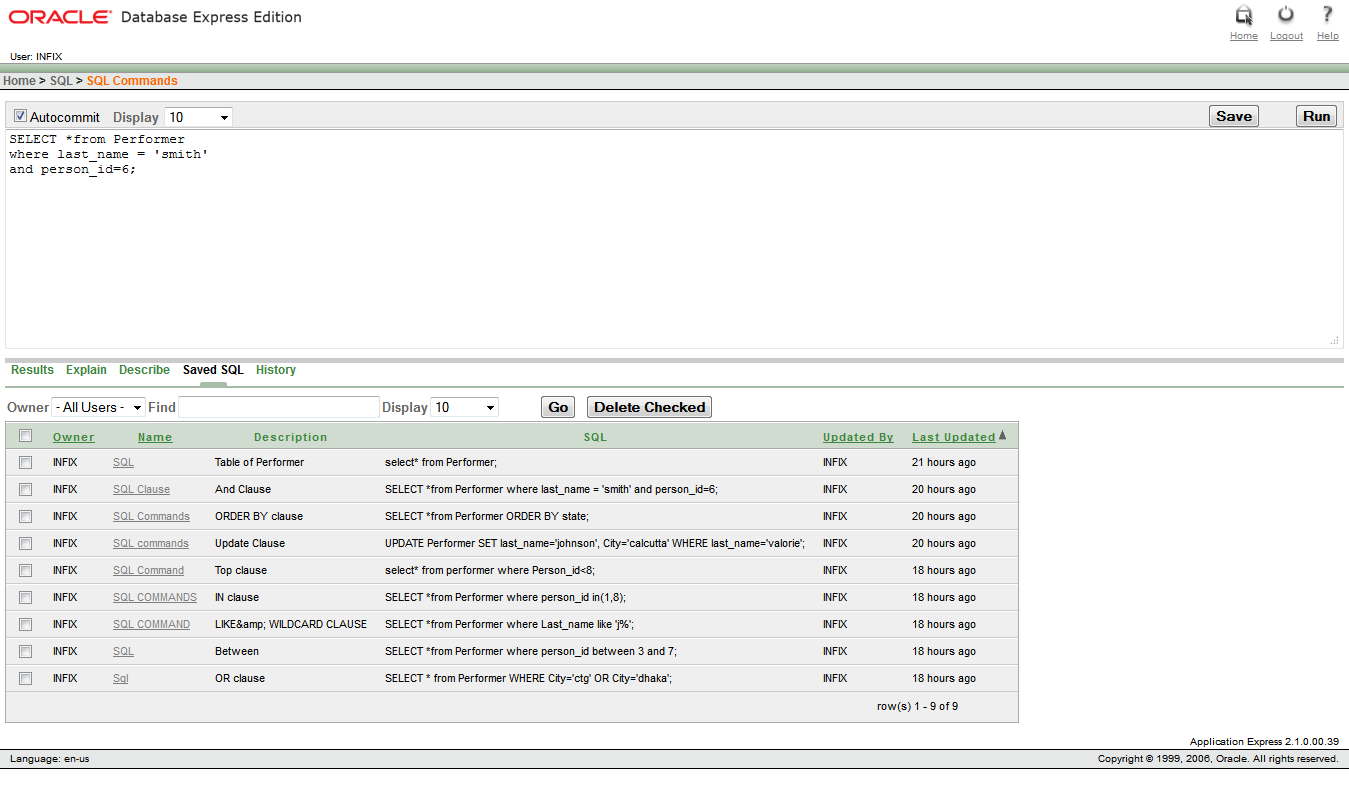 ORACLE® Database Express Edition
Home Logout Help
User: INFIX
Home > SQL > SQL Commands
Autocommit Display 10 Save Run
SELECT *from Performer
where last_name = 'smith'
and person_id=6;
Results Explain Describe Saved SQL History
Owner - All Users - Find Display 10 Go Delete Checked
Owner Name Description SQL Updated By Last Updated
INFIX SQL Table of Performer select* from Performer; INFIX 21 hours ago
INFIX SQL Clause And Clause SELECT *from Performer where last_name = 'smith' and person_id=6; INFIX 20 hours ago
INFIX SQL Commands ORDER BY clause SELECT *from Performer ORDER BY state; INFIX 20 hours ago
INFIX SQL commands Update Clause UPDATE Performer SET last_name='johnson', City='calcutta' WHERE last_name='valorie'; INFIX 20 hours ago
INFIX SQL Command Top clause select* from performer where Person_id<8; INFIX 18 hours ago
INFIX SQL COMMANDS IN clause SELECT *from Performer where person_id in(1,8); INFIX 18 hours ago
INFIX SQL COMMAND LIKE&amp; WILDCARD CLAUSE SELECT *from Performer where Last_name like 'j%'; INFIX 18 hours ago
INFIX SQL Between SELECT *from Performer where person_id between 3 and 7; INFIX 18 hours ago
INFIX Sql OR clause SELECT * from Performer WHERE City='ctg' OR City='dhaka'; INFIX 18 hours ago
row(s) 1 - 9 of 9
Application Express 2.1.0.00.39
Language: en-us Copyright © 1999, 2006, Oracle. All rights reserved.